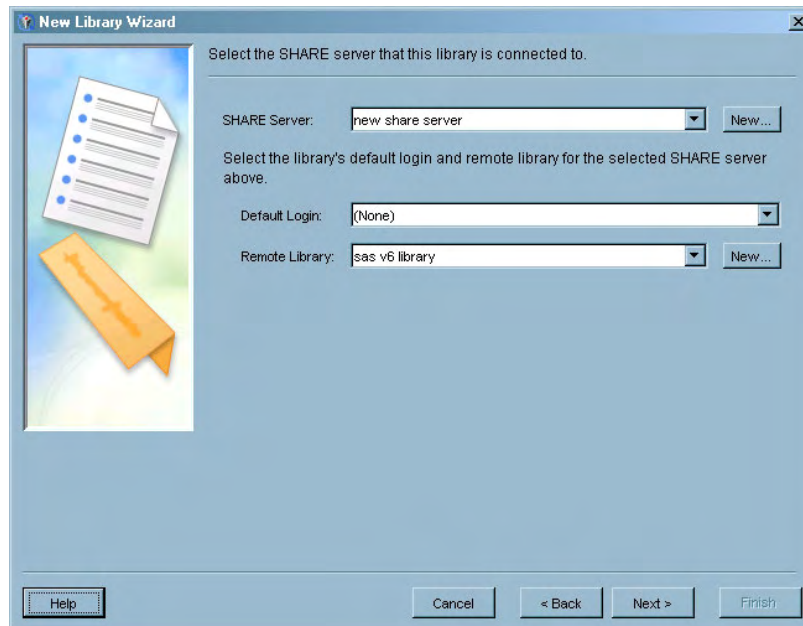 New Library Wizard
Select the SHARE server that this library is connected to.
SHARE Server: new share server New...
Select the library's default login and remote library for the selected SHARE server
above.
Default Login: (None)
Remote Library: sas v6 library New...
Help Cancel < Back Next > Finish